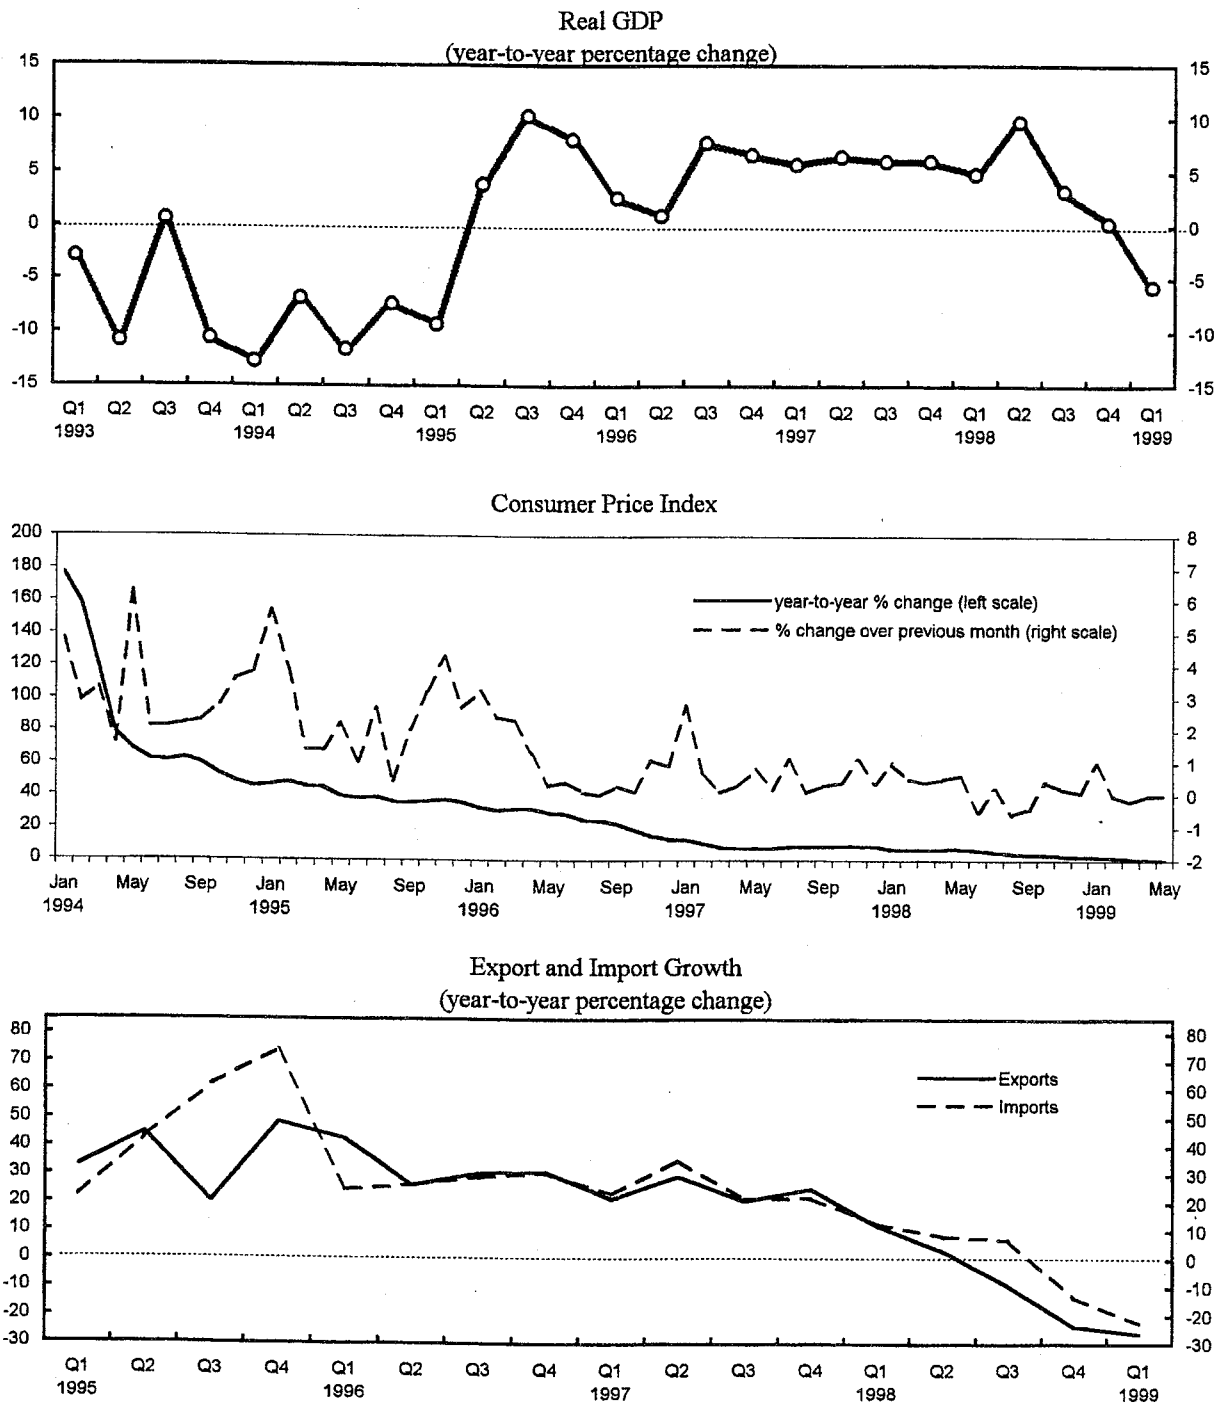 Real GDP
(year-to-year percentage change)
15 15
10 10
5 5
0 0
-5 -5
-10 -10
-15 -15
Q1 Q2 Q3 Q4 Q1 Q2 Q3 Q4 Q1 Q2 Q3 Q4 Q1 Q2 Q3 Q4 Q1 Q2 Q3 Q4 Q1 Q2 Q3 Q4 Q1
1993 1994 1995 1996 1997 1998 1999
Consumer Price Index
200 8
180 7
160 6
140 5
120 4
100 3
80 2
60 1
40 0
20 -1
0 -2
year-to-year % change (left scale)
% change over previous month (right scale)
Jan May Sep Jan May Sep Jan May Sep Jan May Sep Jan May Sep Jan May
1994 1995 1996 1997 1998 1999
Export and Import Growth
(year-to-year percentage change)
80 80
70 70
60 60
50 50
40 40
30 30
20 20
10 10
0 0
-10 -10
-20 -20
-30 -30
Exports
Imports
Q1 Q2 Q3 Q4 Q1 Q2 Q3 Q4 Q1 Q2 Q3 Q4 Q1 Q2 Q3 Q4 Q1
1995 1996 1997 1998 1999